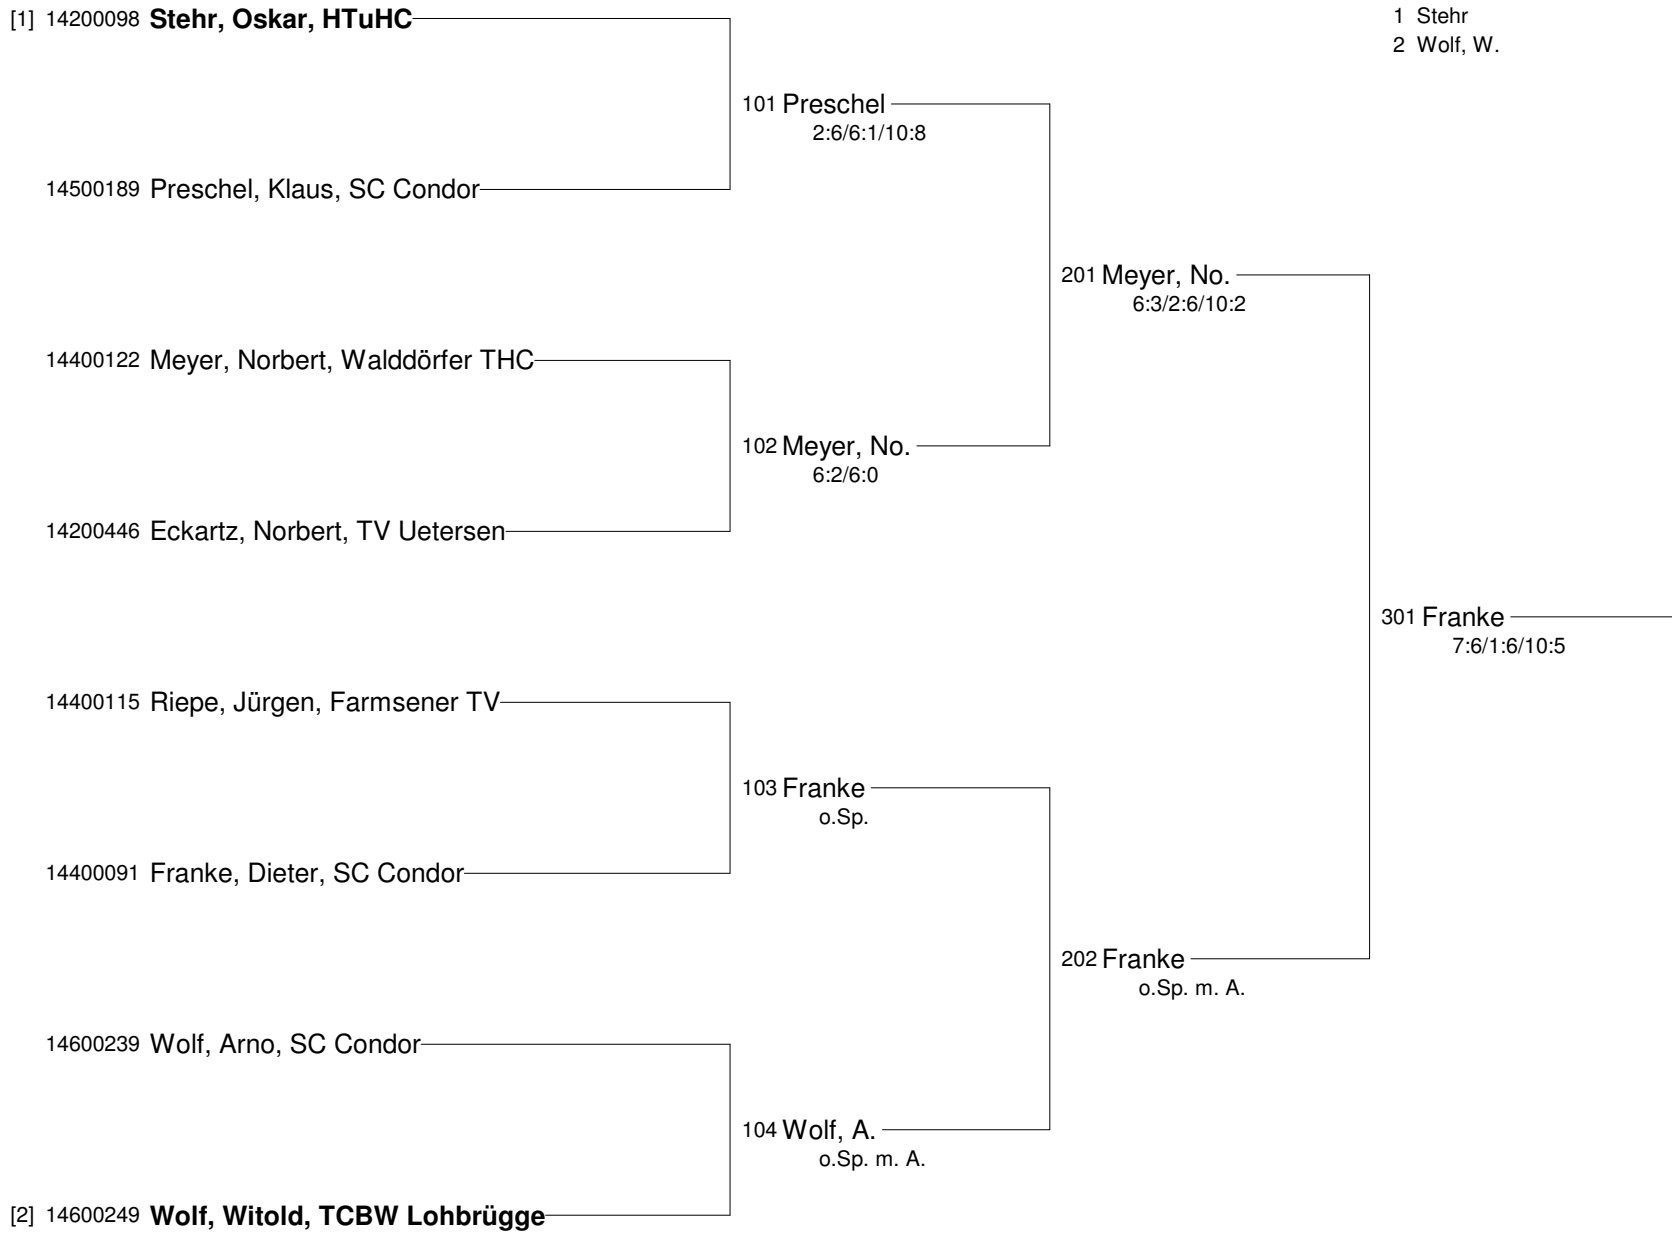 [1] 14200098 Stehr, Oskar, HTuHC
1 Stehr
2 Wolf, W.
101 Preschel
2:6/6:1/10:8
14500189 Preschel, Klaus, SC Condor
201 Meyer, No.
6:3/2:6/10:2
14400122 Meyer, Norbert, Walddörfer THC
102 Meyer, No.
6:2/6:0
14200446 Eckartz, Norbert, TV Uetersen
301 Franke
7:6/1:6/10:5
14400115 Riepe, Jürgen, Farmsener TV
103 Franke
o.Sp.
14400091 Franke, Dieter, SC Condor
202 Franke
o.Sp. m. A.
14600239 Wolf, Arno, SC Condor
104 Wolf, A.
o.Sp. m. A.
[2] 14600249 Wolf, Witold, TCBW Lohbrügge